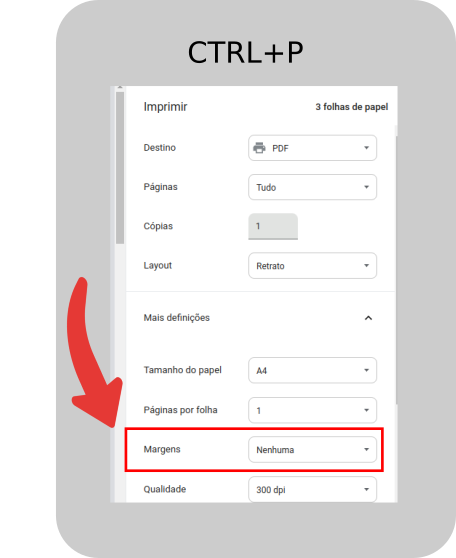 CTRL+P
Imprimir 3 folhas de papel
Destino PDF
Páginas Tudo
Cópias 1
Layout Retrato
Mais definições
Tamanho do papel A4
Páginas por folha 1
Margens Nenhuma
Qualidade 300 dpi